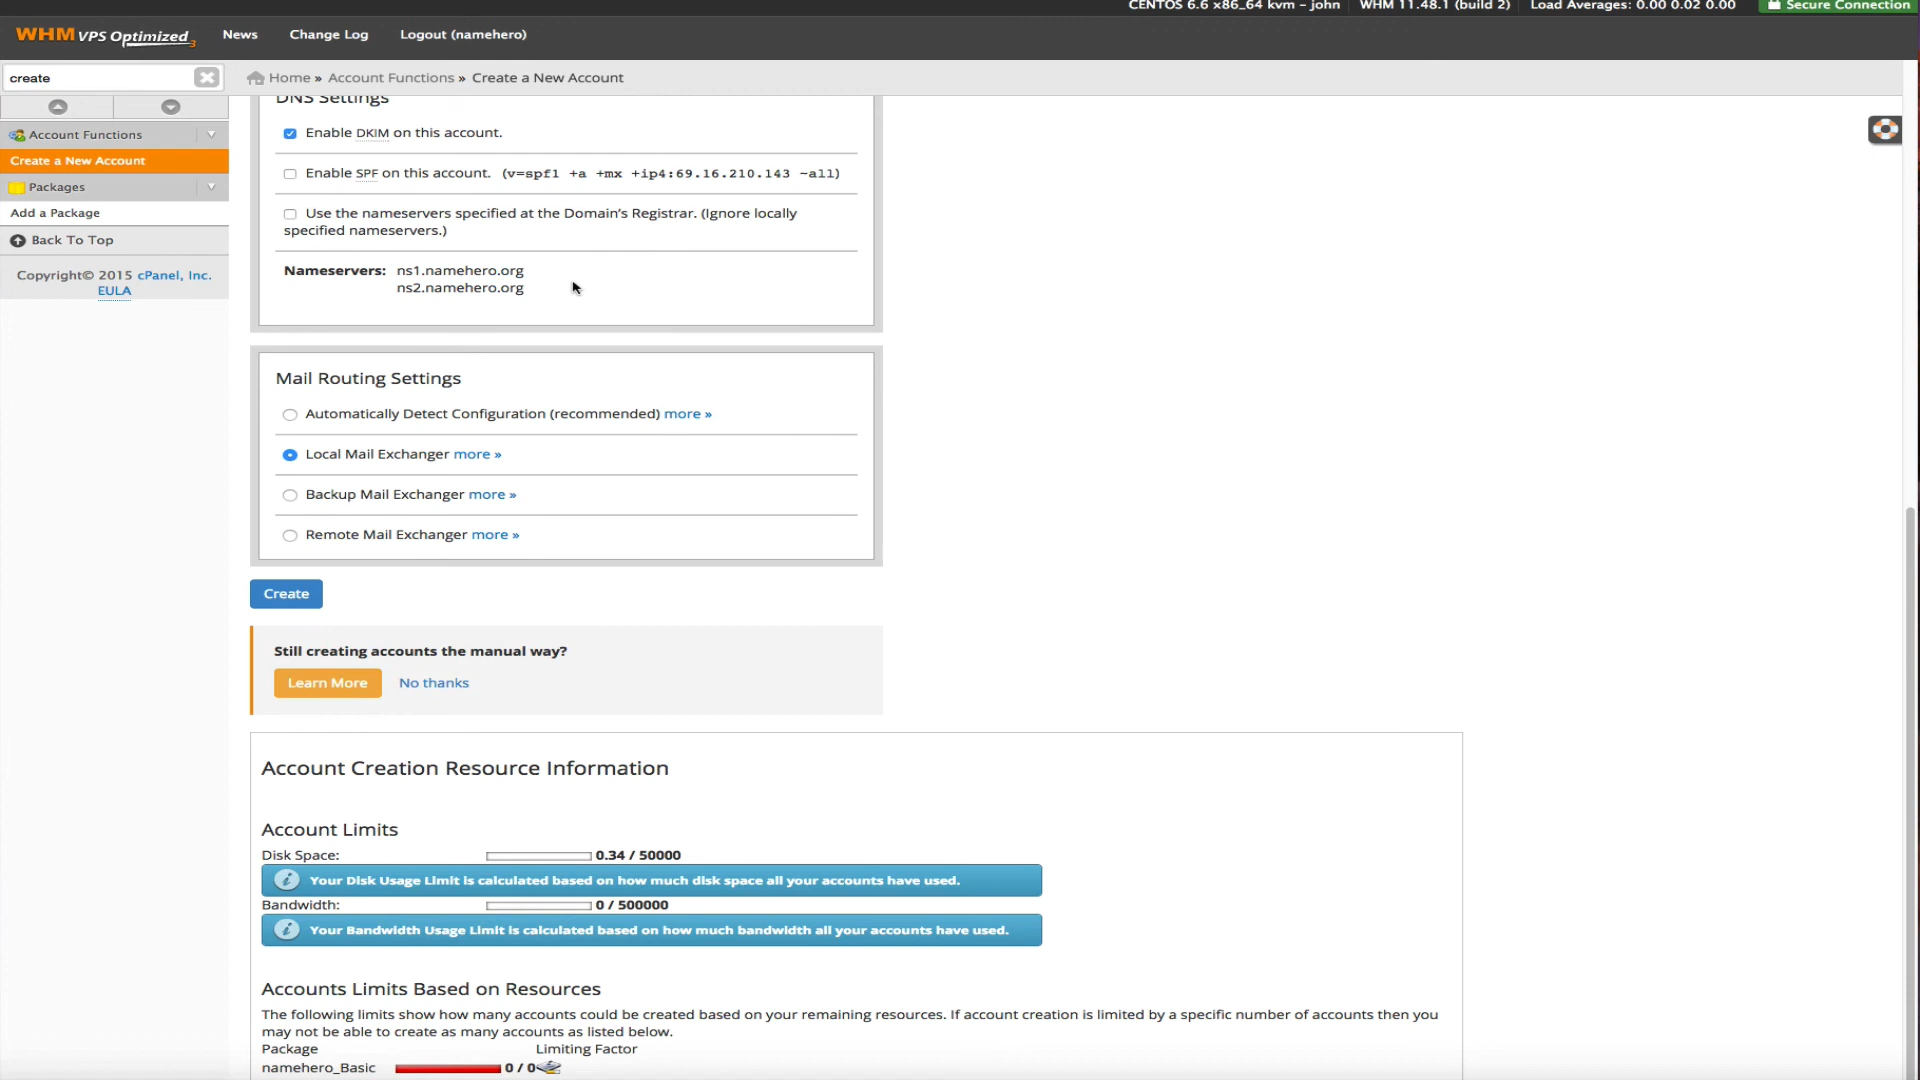 CENTOS 6.6 x86_64 kvm – john WHM 11.48.1 (build 2) Load Averages: 0.00 0.02 0.00 Secure Connection
WHM VPS Optimized 3 News Change Log Logout (namehero)
create
Home » Account Functions » Create a New Account
Account Functions
Create a New Account
Packages
Add a Package
Back To Top
Copyright© 2015 cPanel, Inc.
EULA
DNS Settings
Enable DKIM on this account.
Enable SPF on this account. (v=spf1 +a +mx +ip4:69.16.210.143 ~all)
Use the nameservers specified at the Domain's Registrar. (Ignore locally
specified nameservers.)
Nameservers: ns1.namehero.org
ns2.namehero.org
Mail Routing Settings
Automatically Detect Configuration (recommended) more »
Local Mail Exchanger more »
Backup Mail Exchanger more »
Remote Mail Exchanger more »
Create
Still creating accounts the manual way?
Learn More No thanks
Account Creation Resource Information
Account Limits
Disk Space: 0.34 / 50000
Your Disk Usage Limit is calculated based on how much disk space all your accounts have used.
Bandwidth: 0 / 500000
Your Bandwidth Usage Limit is calculated based on how much bandwidth all your accounts have used.
Accounts Limits Based on Resources
The following limits show how many accounts could be created based on your remaining resources. If account creation is limited by a specific number of accounts then you
may not be able to create as many accounts as listed below.
Package Limiting Factor
namehero_Basic 0 / 0